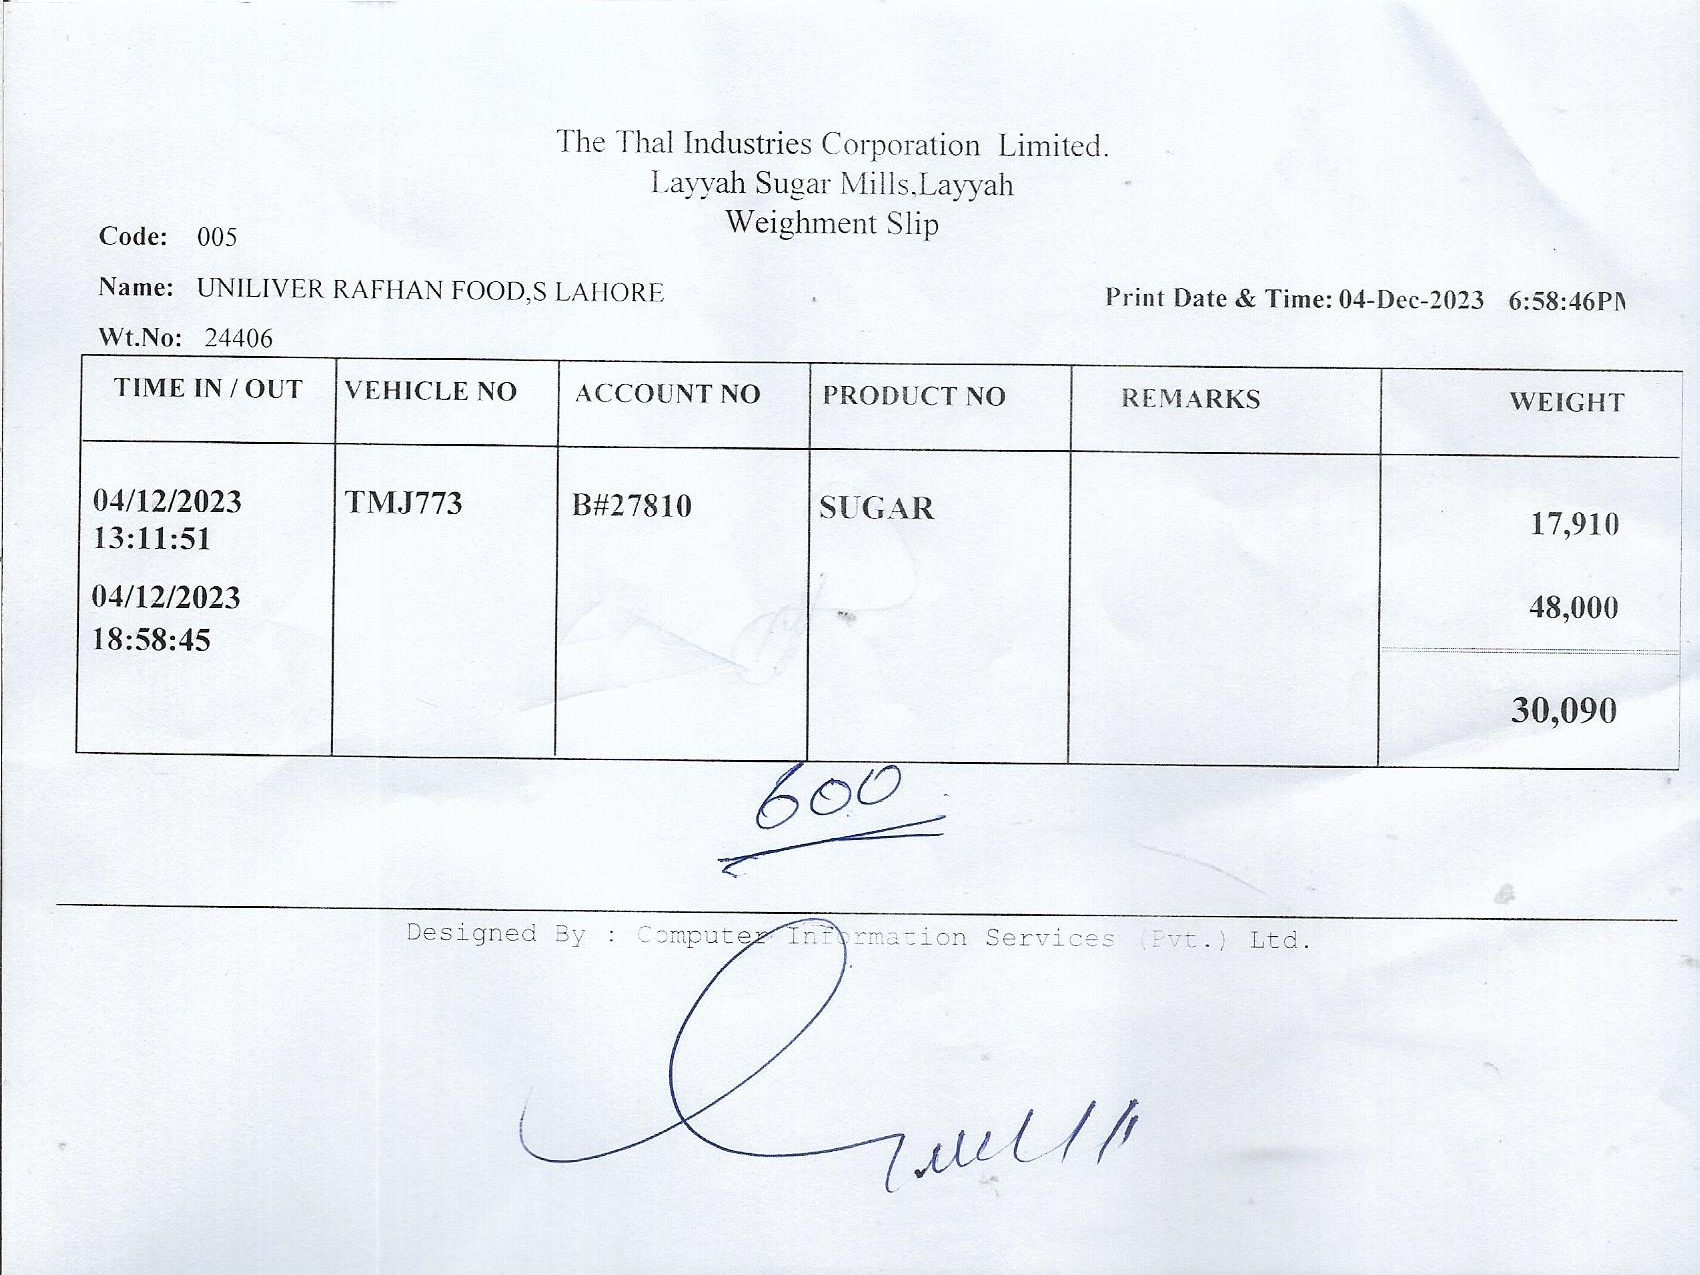 The Thal Industries Corporation Limited.
Layyah Sugar Mills,Layyah
Weighment Slip
Code: 005
Name: UNILIVER RAFHAN FOOD,S LAHORE
Print Date & Time: 04-Dec-2023 6:58:46PM
Wt.No: 24406
TIME IN / OUT VEHICLE NO ACCOUNT NO PRODUCT NO REMARKS WEIGHT
04/12/2023 TMJ773 B#27810 SUGAR 17,910
13:11:51
04/12/2023 48,000
18:58:45
30,090
600
Designed By : Computer Information Services (Pvt.) Ltd.